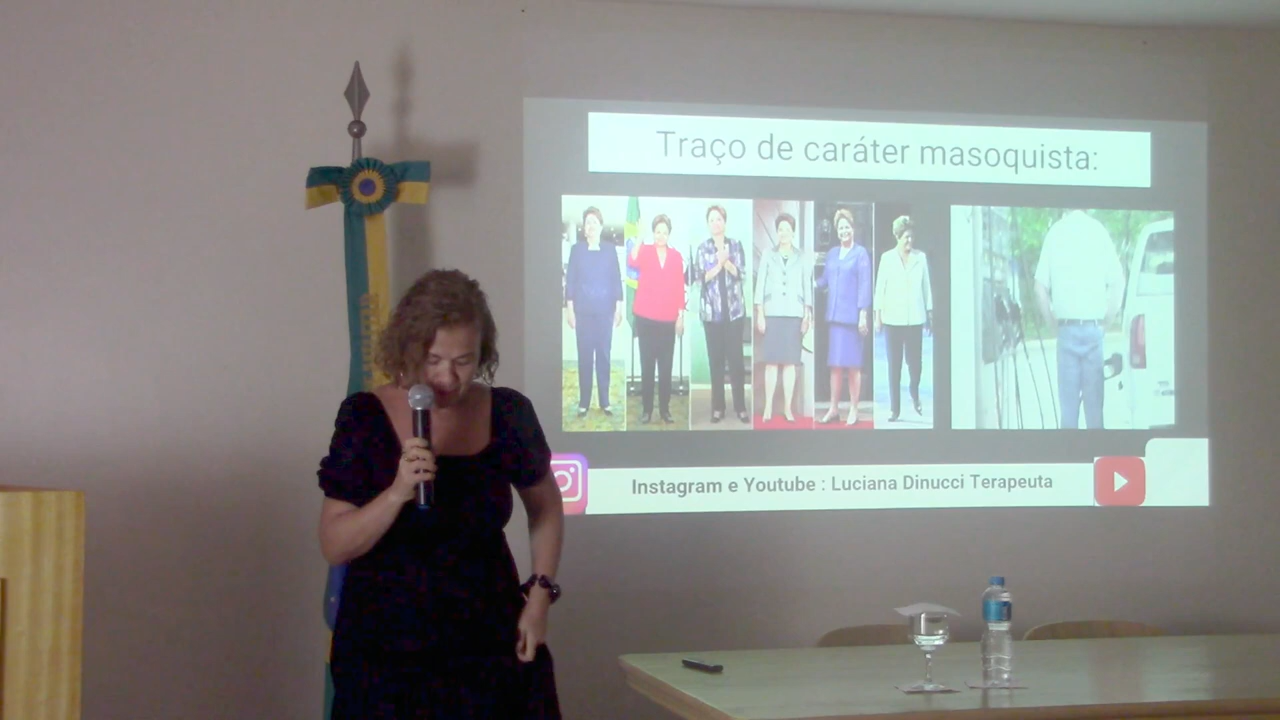 Traço de caráter masoquista:
Instagram e Youtube : Luciana Dinucci Terapeuta